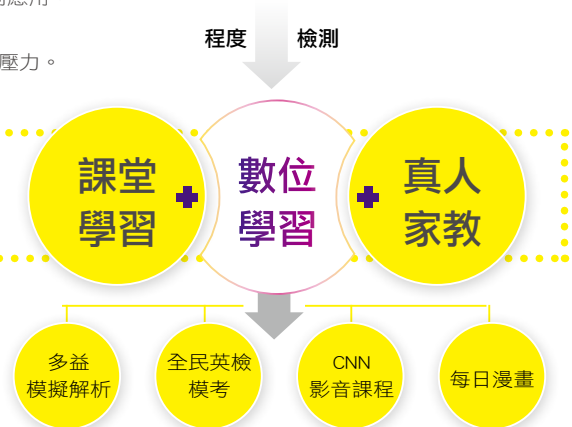 壓力。
程度 檢測
課堂
學習
數位
學習
真人
家教
多益
模擬解析
全民英檢
模考
CNN
影音課程
每日漫畫